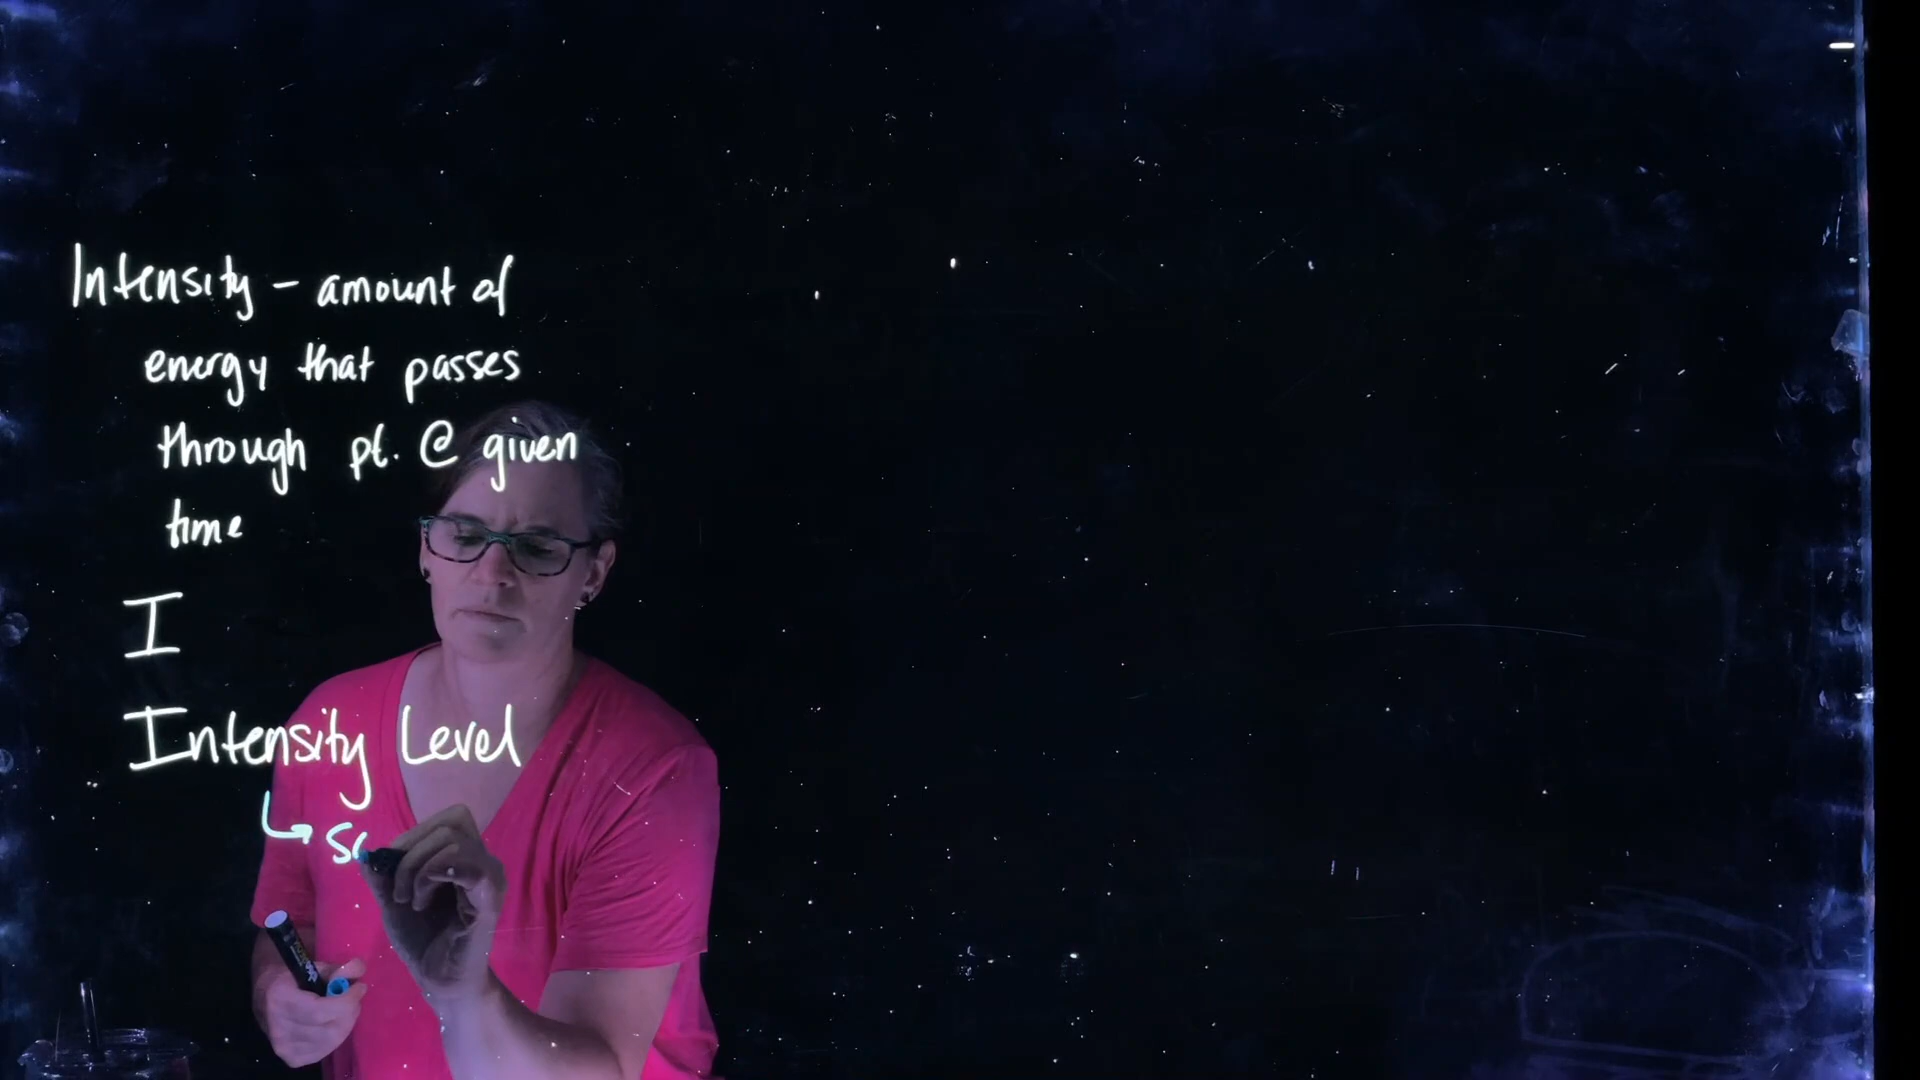 Intensity - amount of
energy that passes
through pt. @ given
time
I
Intensity Level